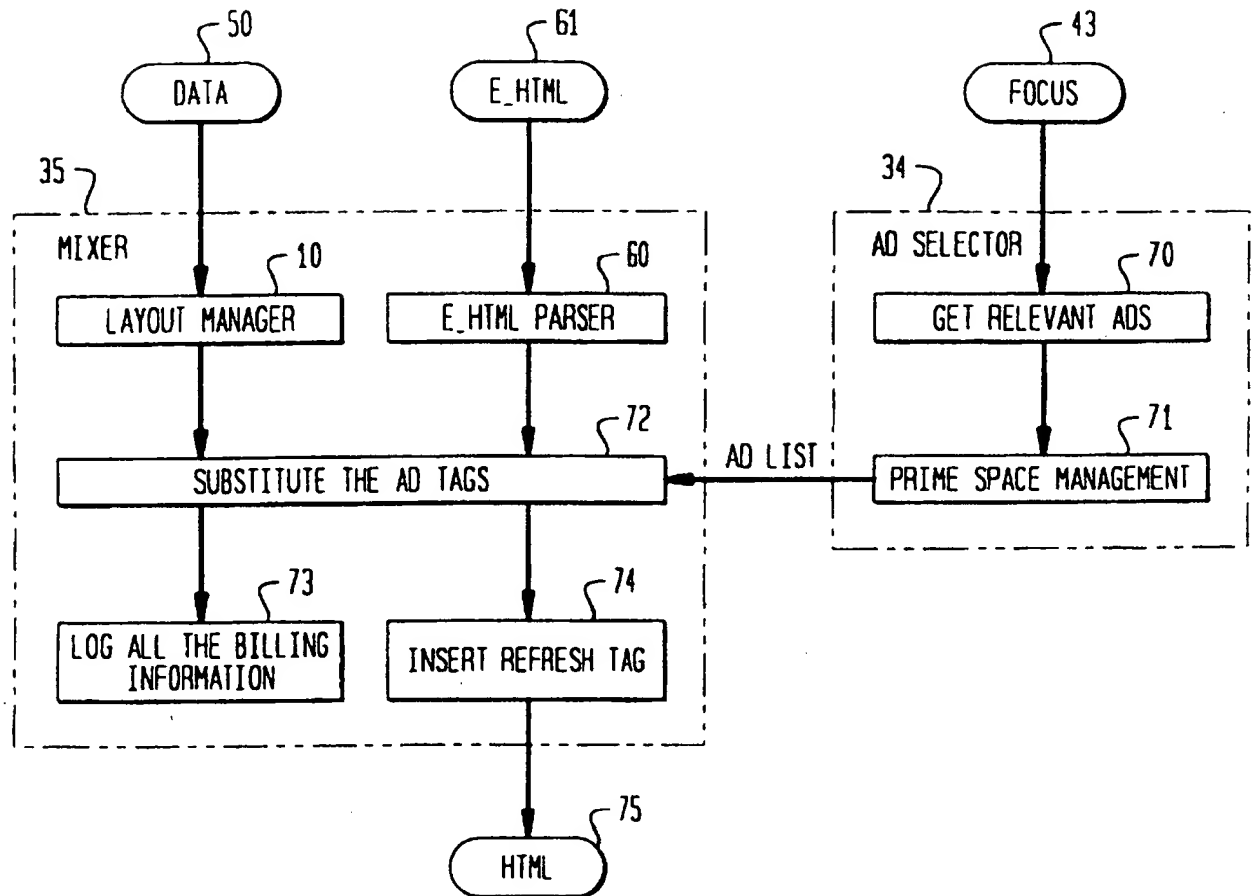 50
61
43
DATA
E_HTML
FOCUS
35
34
MIXER
AD SELECTOR
10
60
70
LAYOUT MANAGER
E_HTML PARSER
GET RELEVANT ADS
72
71
AD LIST
SUBSTITUTE THE AD TAGS
PRIME SPACE MANAGEMENT
73
74
LOG ALL THE BILLING
INFORMATION
INSERT REFRESH TAG
75
HTML